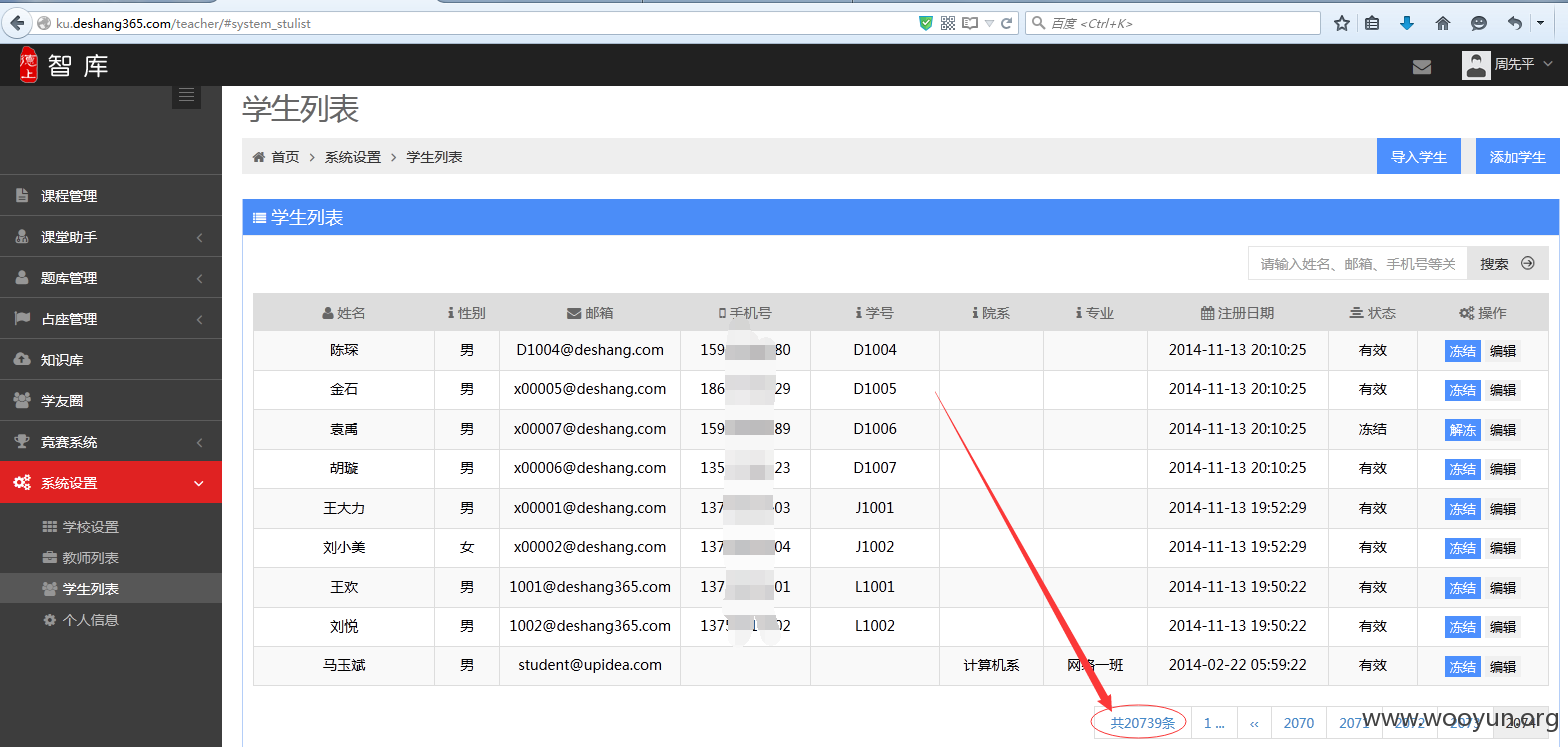 ku.deshang365.com/teacher/#system_stulist
百度 <Ctrl+K>
德上 智 库
周先平
学生列表
首页 > 系统设置 > 学生列表
导入学生 添加学生
课程管理
课堂助手
题库管理
占座管理
知识库
学友圈
竞赛系统
系统设置
学校设置
教师列表
学生列表
个人信息
学生列表
请输入姓名、邮箱、手机号等关 搜索
姓名 性别 邮箱 手机号 学号 院系 专业 注册日期 状态 操作
陈琛 男 D1004@deshang.com 159 80 D1004 2014-11-13 20:10:25 有效 冻结 编辑
金石 男 x00005@deshang.com 186 29 D1005 2014-11-13 20:10:25 有效 冻结 编辑
袁禹 男 x00007@deshang.com 159 89 D1006 2014-11-13 20:10:25 冻结 解冻 编辑
胡璇 男 x00006@deshang.com 135 23 D1007 2014-11-13 20:10:25 有效 冻结 编辑
王大力 男 x00001@deshang.com 137 03 J1001 2014-11-13 19:52:29 有效 冻结 编辑
刘小美 女 x00002@deshang.com 137 04 J1002 2014-11-13 19:52:29 有效 冻结 编辑
王欢 男 1001@deshang365.com 137 01 L1001 2014-11-13 19:50:22 有效 冻结 编辑
刘悦 男 1002@deshang365.com 137 02 L1002 2014-11-13 19:50:22 有效 冻结 编辑
马玉斌 男 student@upidea.com 计算机系 网络一班 2014-02-22 05:59:22 有效 冻结 编辑
共20739条 1 ... ‹‹ 2070 2071 2072 2073 2074
www.wooyun.org